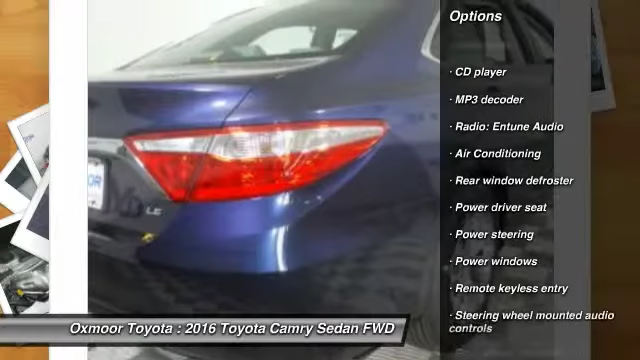 Options
· CD player
· MP3 decoder
· Radio: Entune Audio
· Air Conditioning
· Rear window defroster
· Power driver seat
· Power steering
· Power windows
· Remote keyless entry
· Steering wheel mounted audio
controls
LE
Oxmoor Toyota : 2016 Toyota Camry Sedan FWD